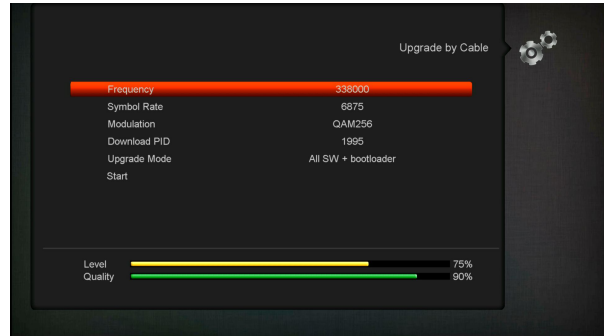 Upgrade by Cable
Frequency 338000
Symbol Rate 6875
Modulation QAM256
Download PID 1995
Upgrade Mode All SW + bootloader
Start
Level 75%
Quality 90%